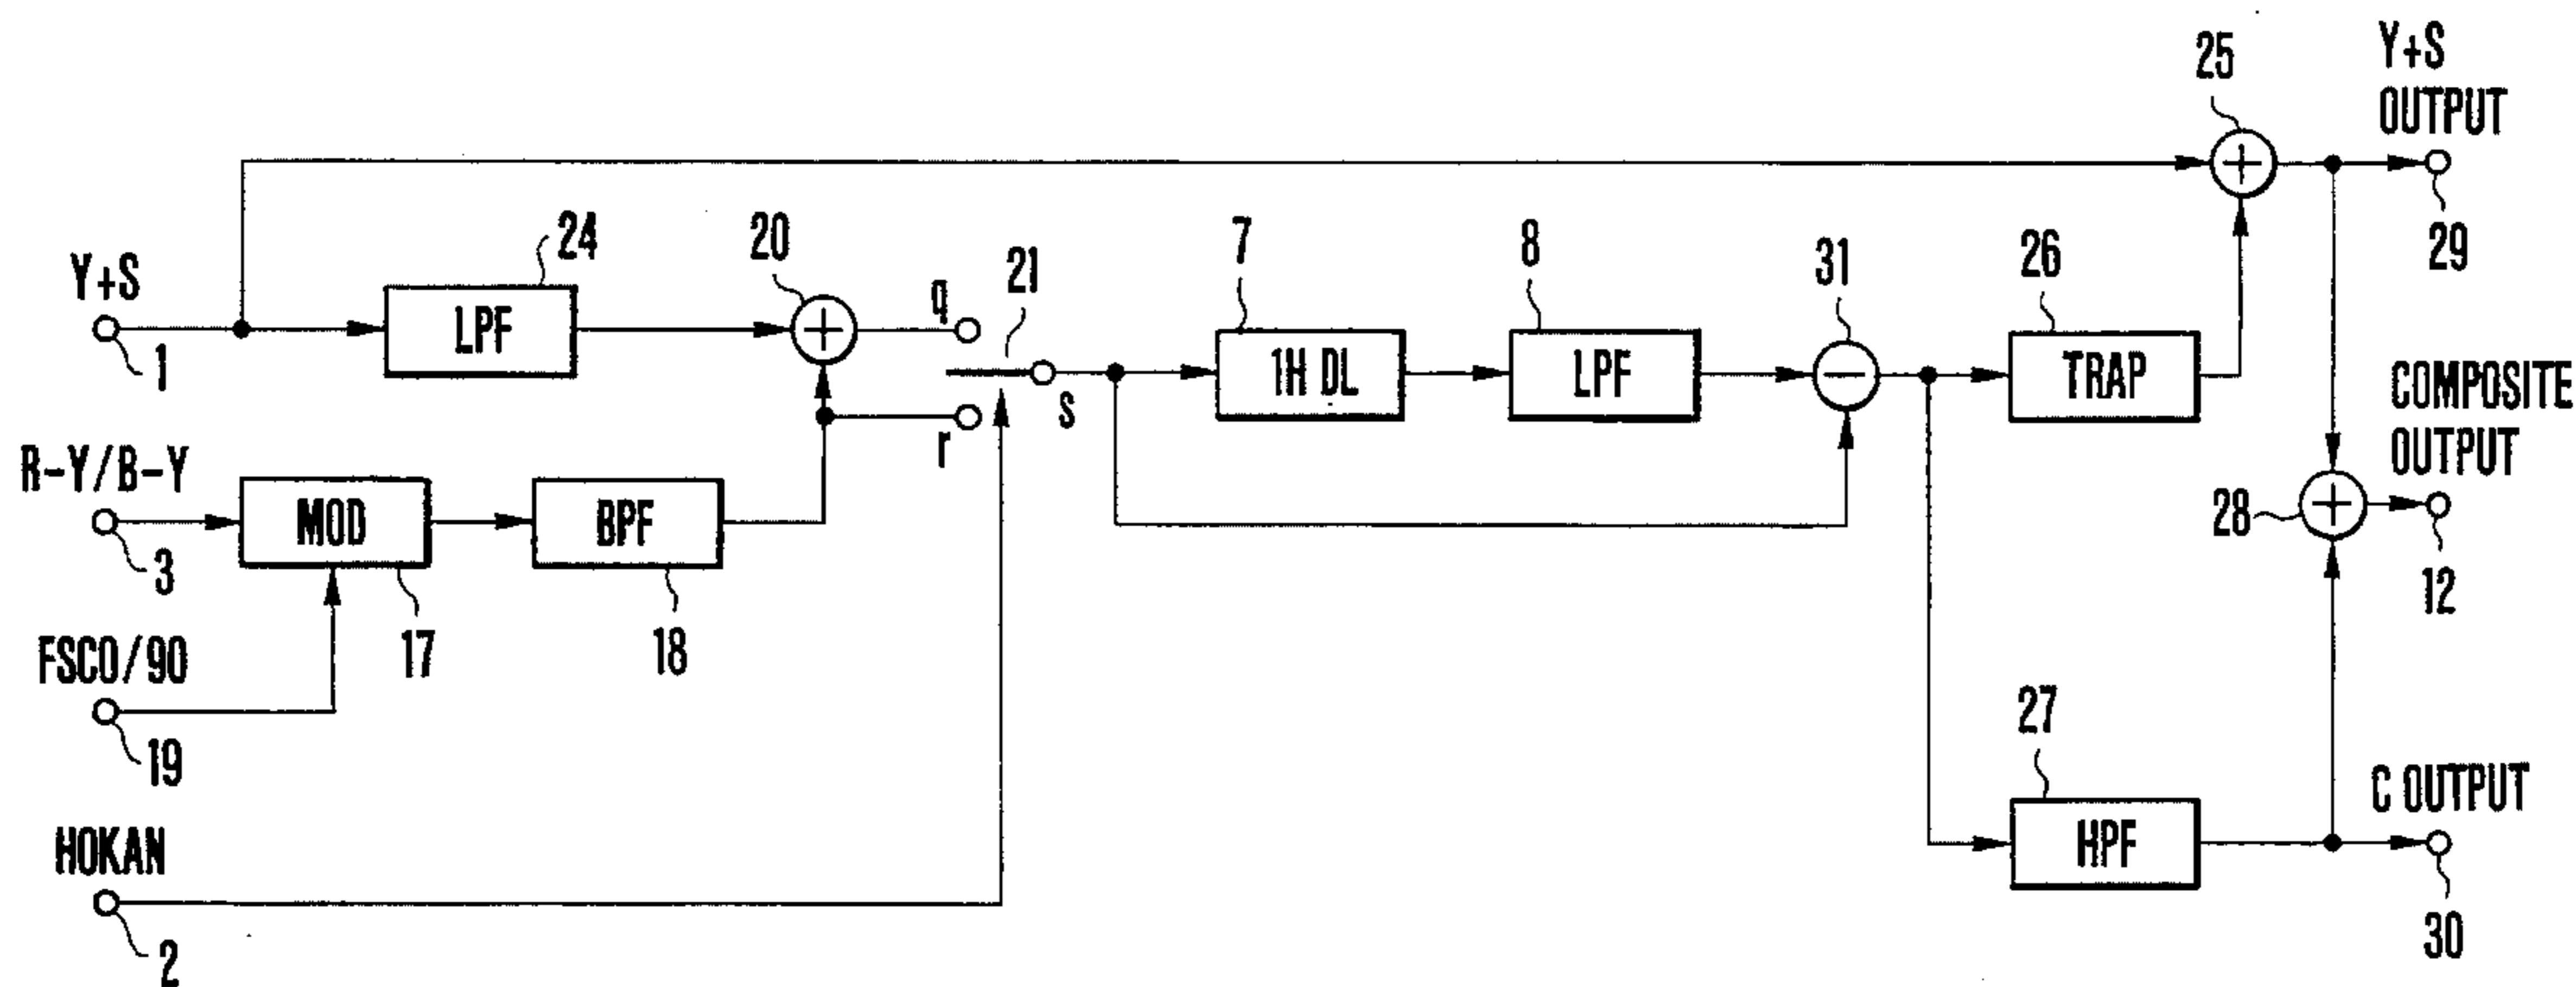 25
Y+S
OUTPUT
29
Y+S
1
24
LPF
20
+
q
21
r
s
7
1H DL
8
LPF
31
−
26
TRAP
+
COMPOSITE
OUTPUT
28
+
12
R-Y/B-Y
3
MOD
17
BPF
18
FSC0/90
19
27
HPF
C OUTPUT
30
HOKAN
2